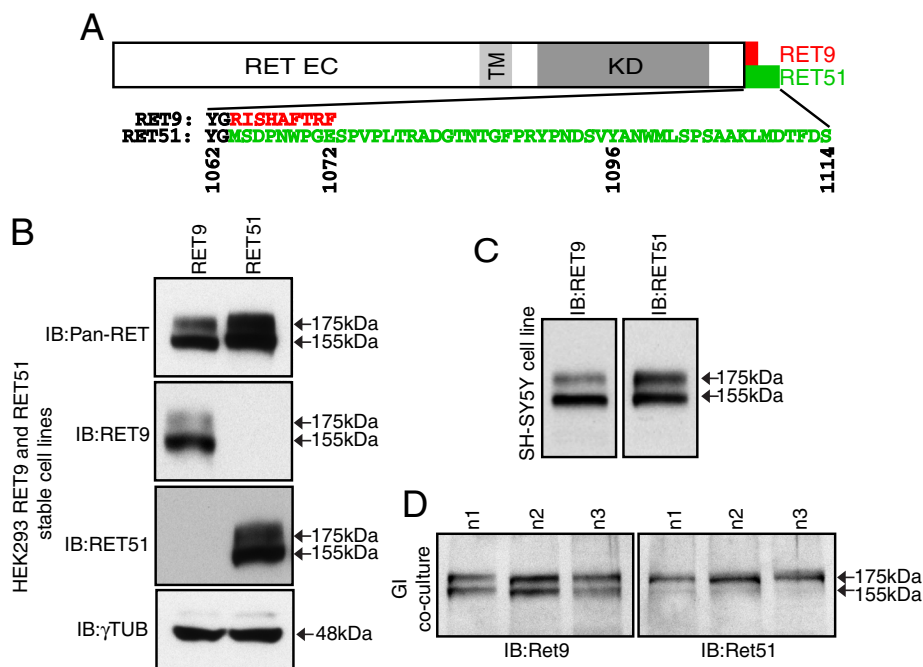 A
RET EC
TM
KD
RET9
RET51
RET9: YGRISHAFTRF
RET51: YGMSDPNWPGESPVPLTRADGTNTGFPRYPNDSVYANWMLSPSAAKLMDTFDS
1062
1072
1096
1114
B
RET9
RET51
HEK293 RET9 and RET51
stable cell lines
IB:Pan-RET
175kDa
155kDa
IB:RET9
175kDa
155kDa
IB:RET51
175kDa
155kDa
IB:γTUB
48kDa
C
IB:RET9
IB:RET51
SH-SY5Y cell line
175kDa
155kDa
D
n1
n2
n3
n1
n2
n3
GI
co-culture
175kDa
155kDa
IB:Ret9
IB:Ret51